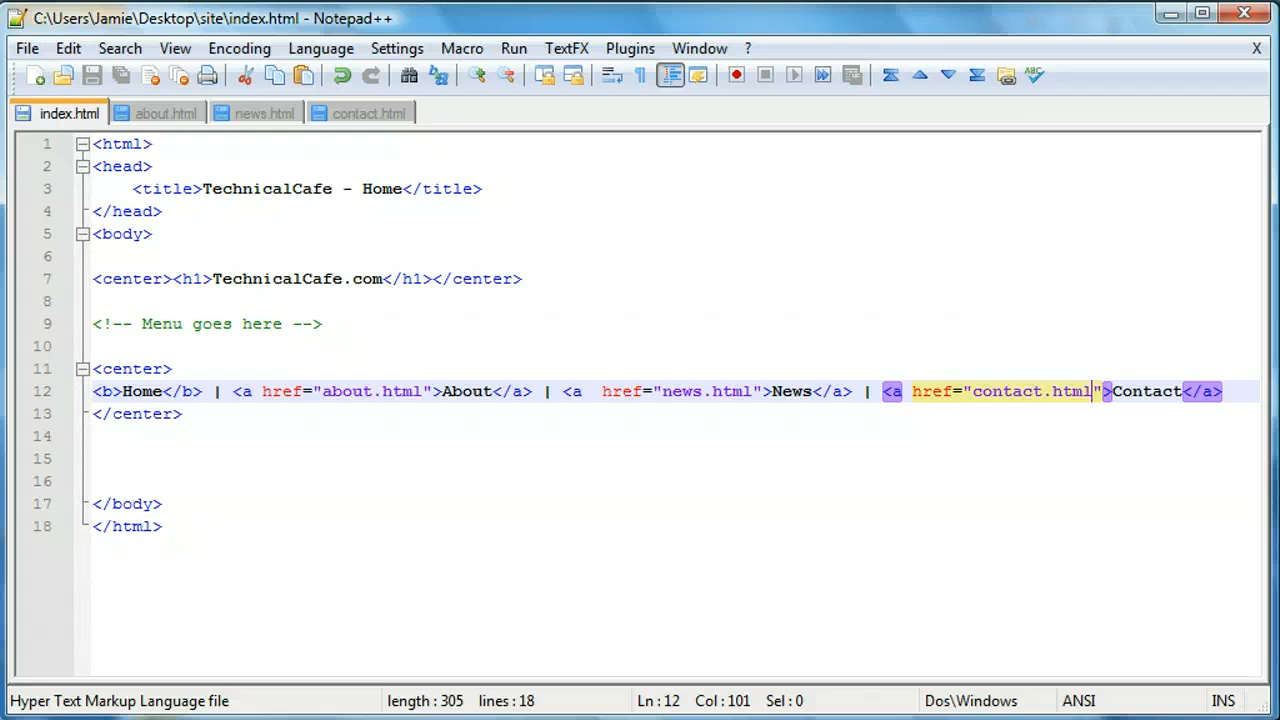 C:\Users\Jamie\Desktop\site\index.html - Notepad++
File Edit Search View Encoding Language Settings Macro Run TextFX Plugins Window ? X
index.html about.html news.html contact.html
1 <html>
2 <head>
3 <title>TechnicalCafe - Home</title>
4 </head>
5 <body>
6
7 <center><h1>TechnicalCafe.com</h1></center>
8
9 <!-- Menu goes here -->
10
11 <center>
12 <b>Home</b> | <a href="about.html">About</a> | <a  href="news.html">News</a> | <a href="contact.html">Contact</a>
13 </center>
14
15
16
17 </body>
18 </html>
Hyper Text Markup Language file length : 305 lines : 18 Ln : 12 Col : 101 Sel : 0 Dos\Windows ANSI INS